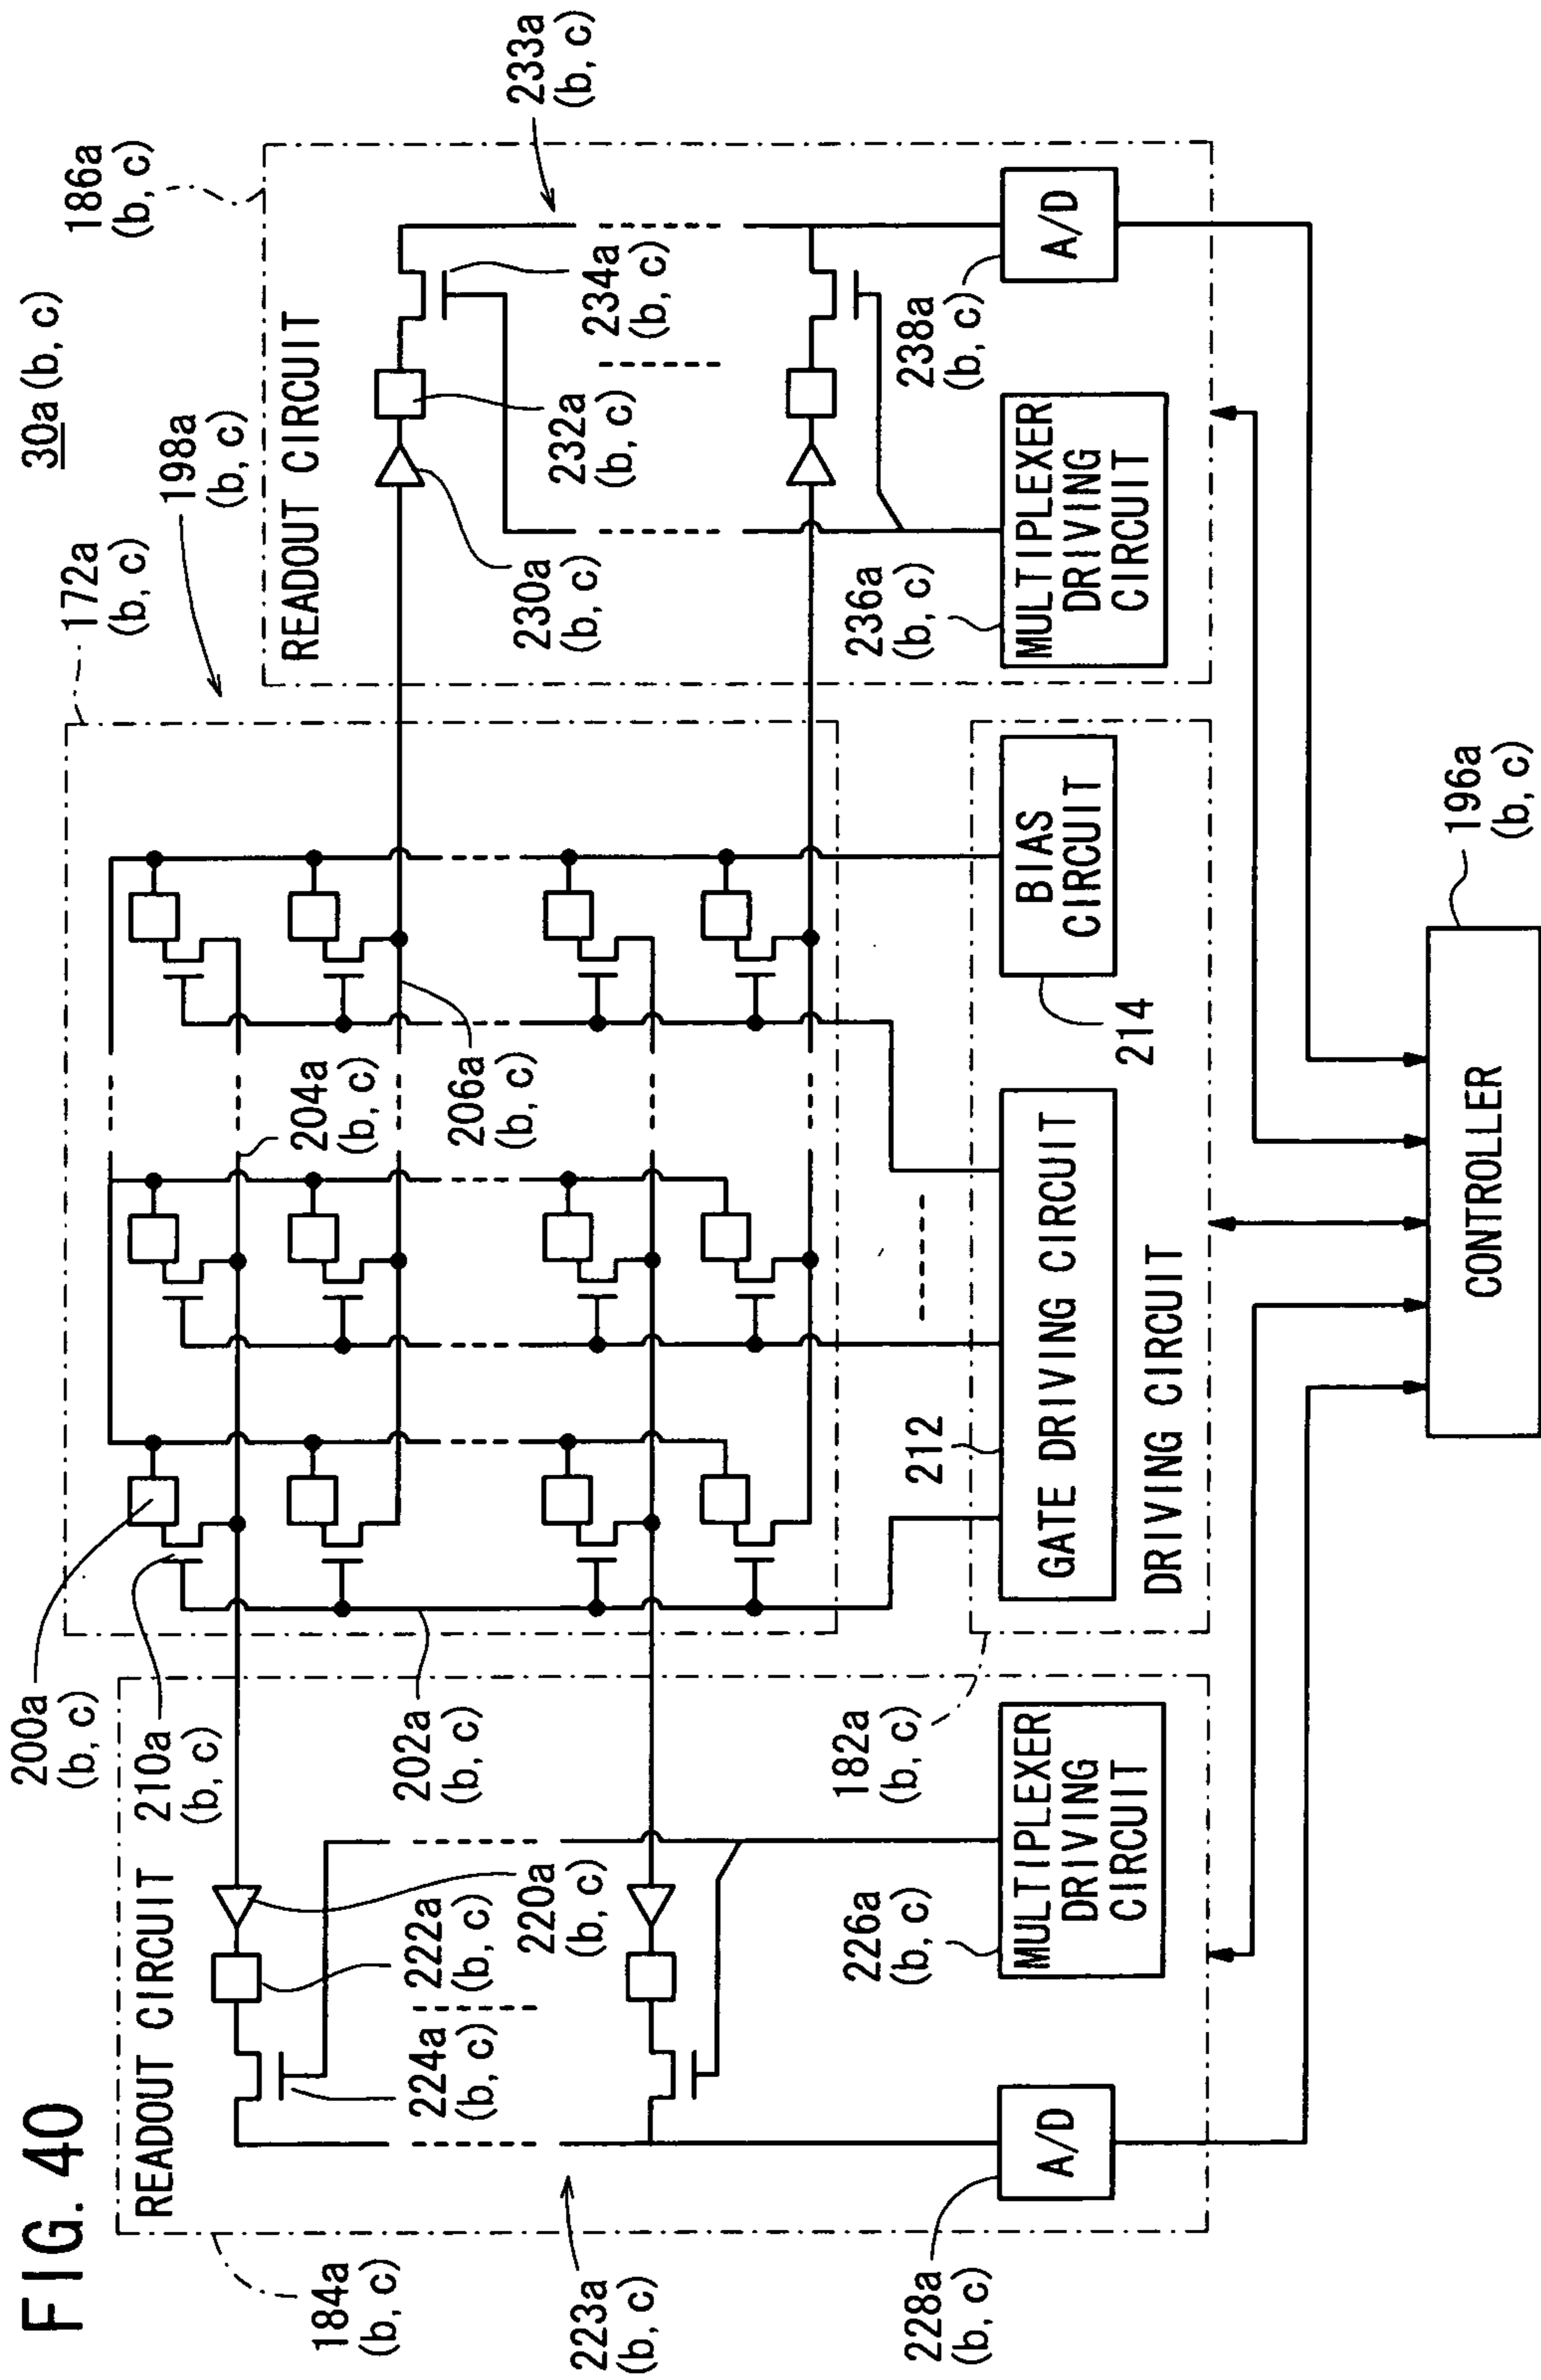 FIG. 40
30a (b, c)
172a
(b, c)
198a
(b, c)
186a
(b, c)
233a
(b, c)
200a
(b, c)
210a
(b, c)
184a
(b, c)
READOUT CIRCUIT
READOUT CIRCUIT
204a
(b, c)
206a
(b, c)
202a
(b, c)
220a
(b, c)
222a
(b, c)
224a
(b, c)
223a
(b, c)
230a
(b, c)
232a
(b, c)
234a
(b, c)
228a
(b, c)
226a
(b, c)
182a
(b, c)
212
214
236a
(b, c)
238a
(b, c)
A/D
MULTIPLEXER
DRIVING
CIRCUIT
GATE DRIVING CIRCUIT
BIAS
CIRCUIT
MULTIPLEXER
DRIVING
CIRCUIT
A/D
DRIVING CIRCUIT
CONTROLLER
196a
(b, c)